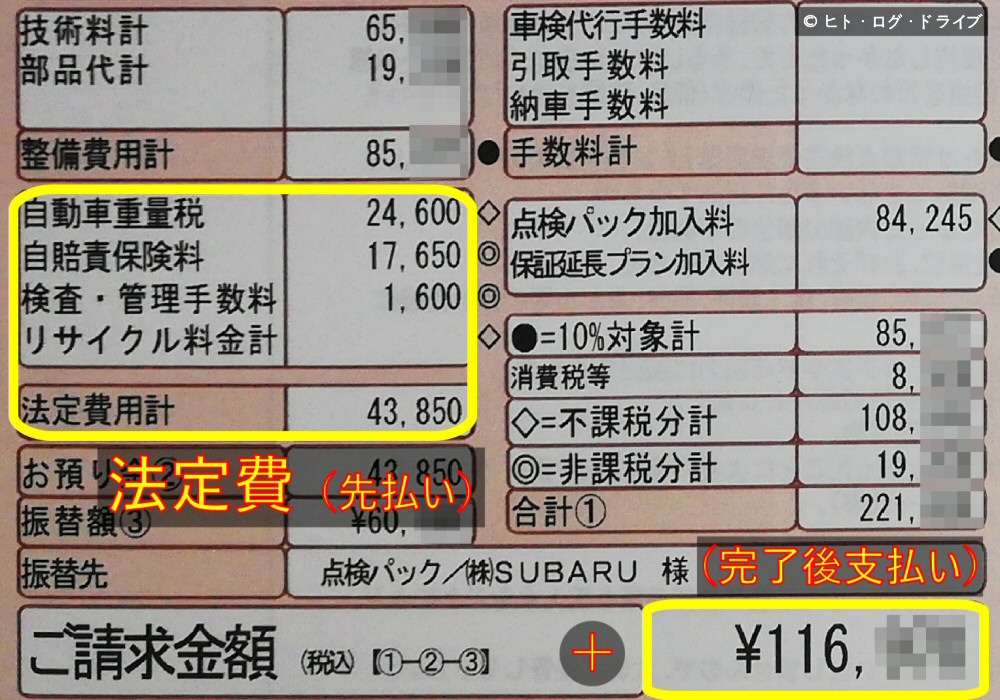 © ヒト・ログ・ドライブ
技術料計 65,
部品代計 19,
整備費用計 85,
車検代行手数料
引取手数料
納車手数料
●手数料計
自動車重量税 24,600 ◇
自賠責保険料 17,650 ◎
検査・管理手数料 1,600 ◎
リサイクル料金計 ◇
法定費用計 43,850
点検パック加入料 84,245
保証延長プラン加入料
●=10%対象計 85,
消費税等 8,
◇=不課税分計 108,
◎=非課税分計 19,
合計① 221,
お預り 43,850
法定費(先払い)
振替額③ ¥60,
振替先 点検パック/㈱SUBARU 様
(完了後支払い)
ご請求金額 (税込)【①-②-③】 + ¥116,